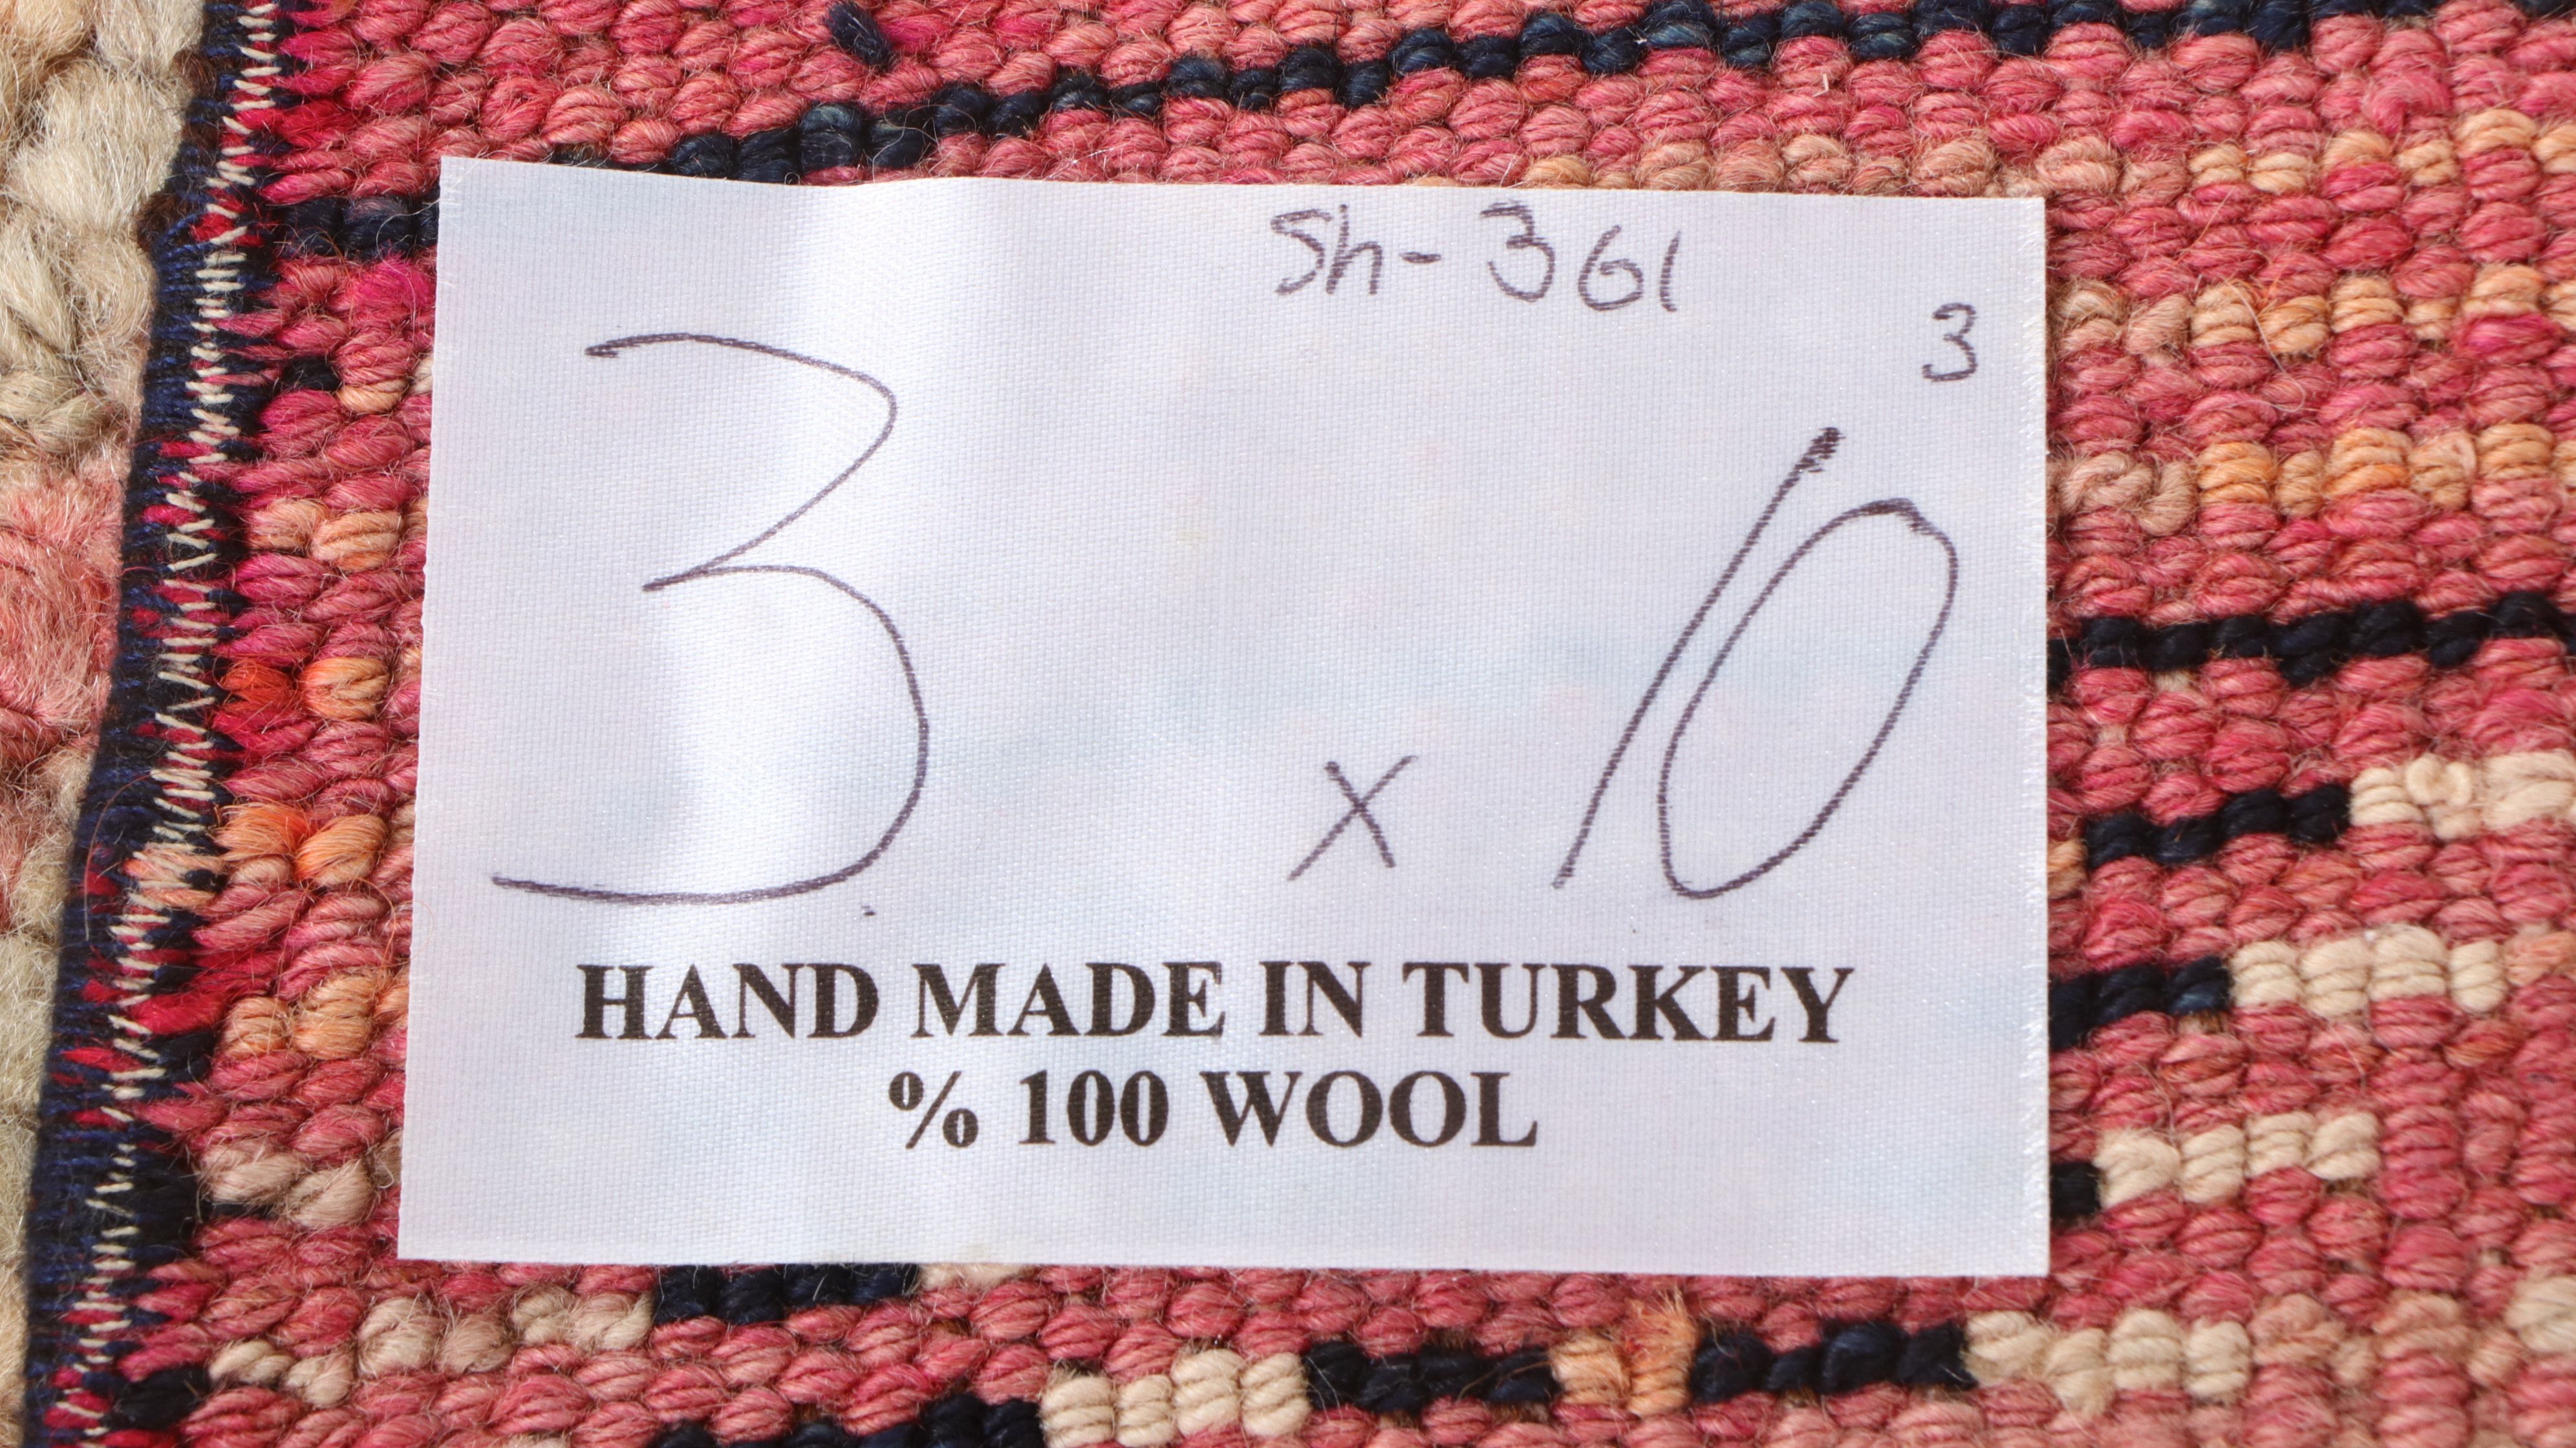 Sh-361
3
3 x 10
HAND MADE IN TURKEY
% 100 WOOL